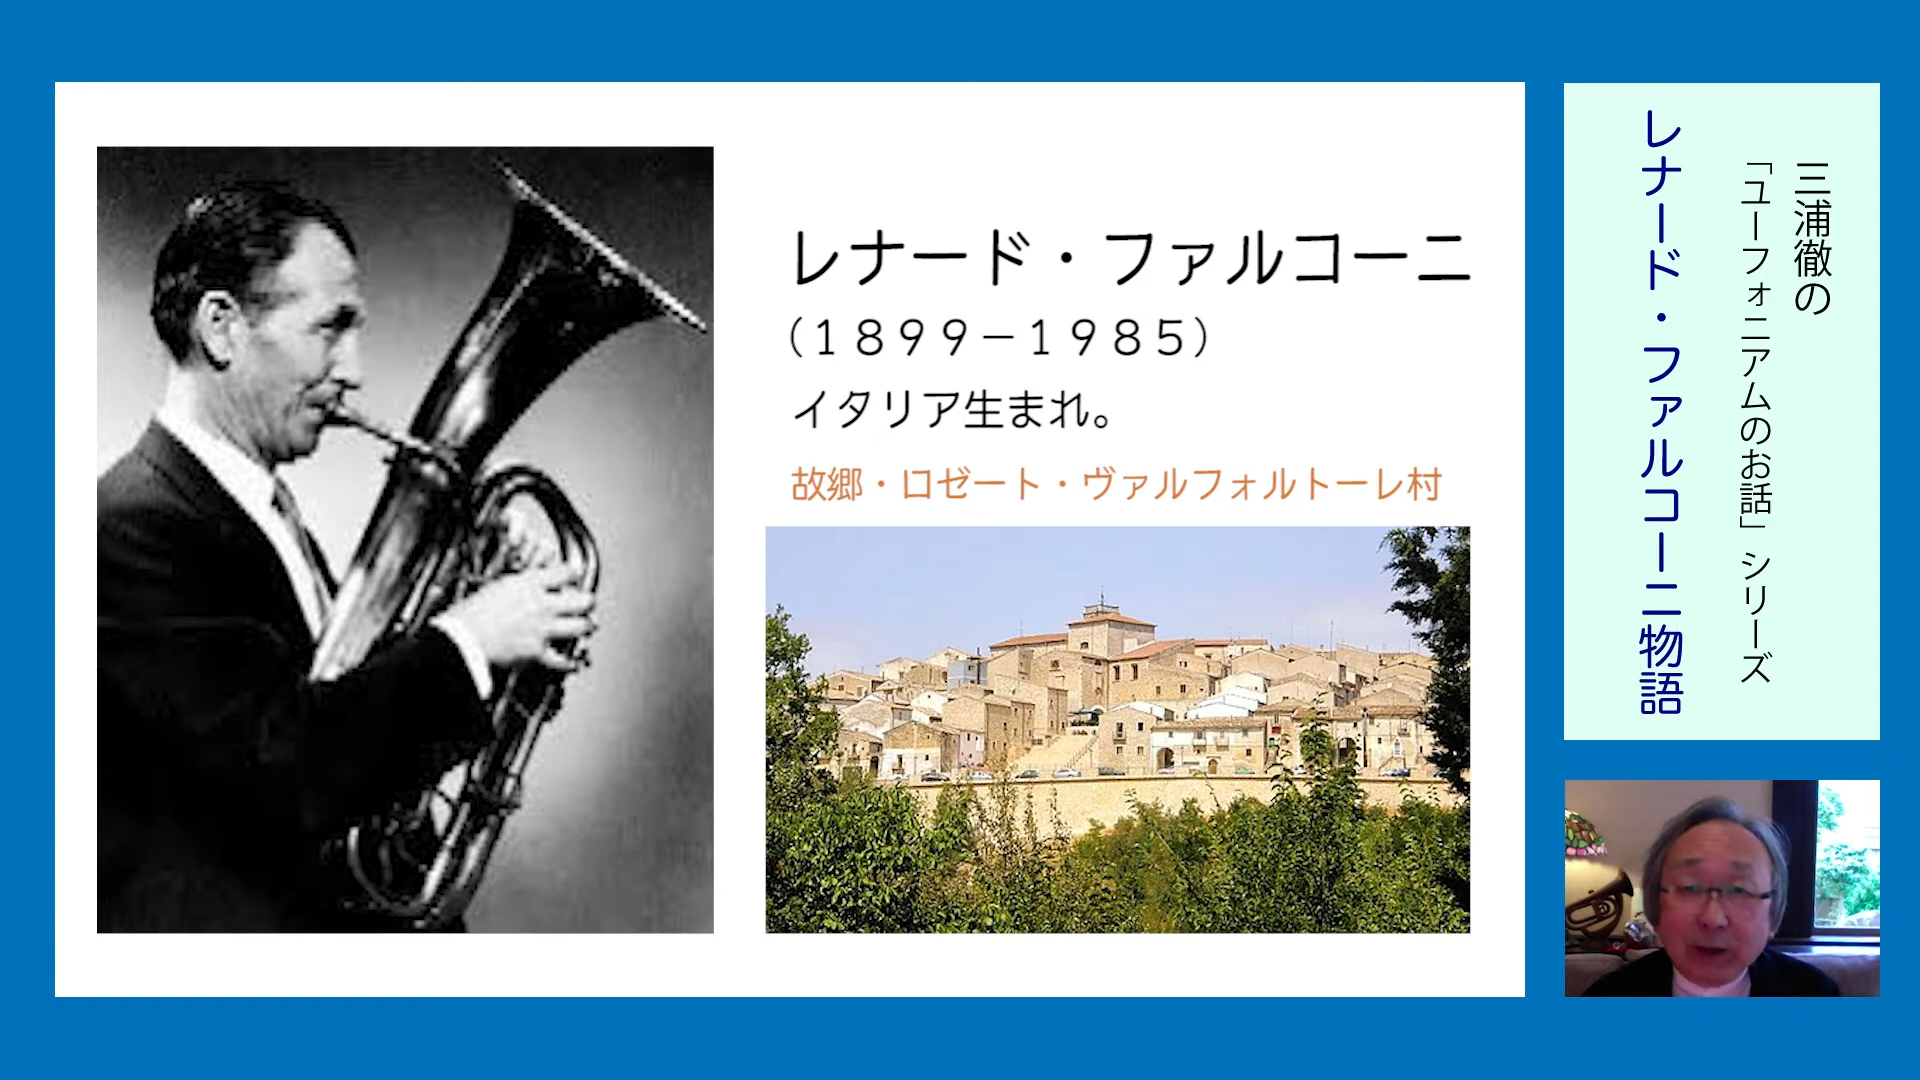 レナード・ファルコーニ
（１８９９－１９８５）
イタリア生まれ。
故郷・ロゼート・ヴァルフォルトーレ村
三浦徹の
「ユーフォニアムのお話」シリーズ
レナード・ファルコーニ物語